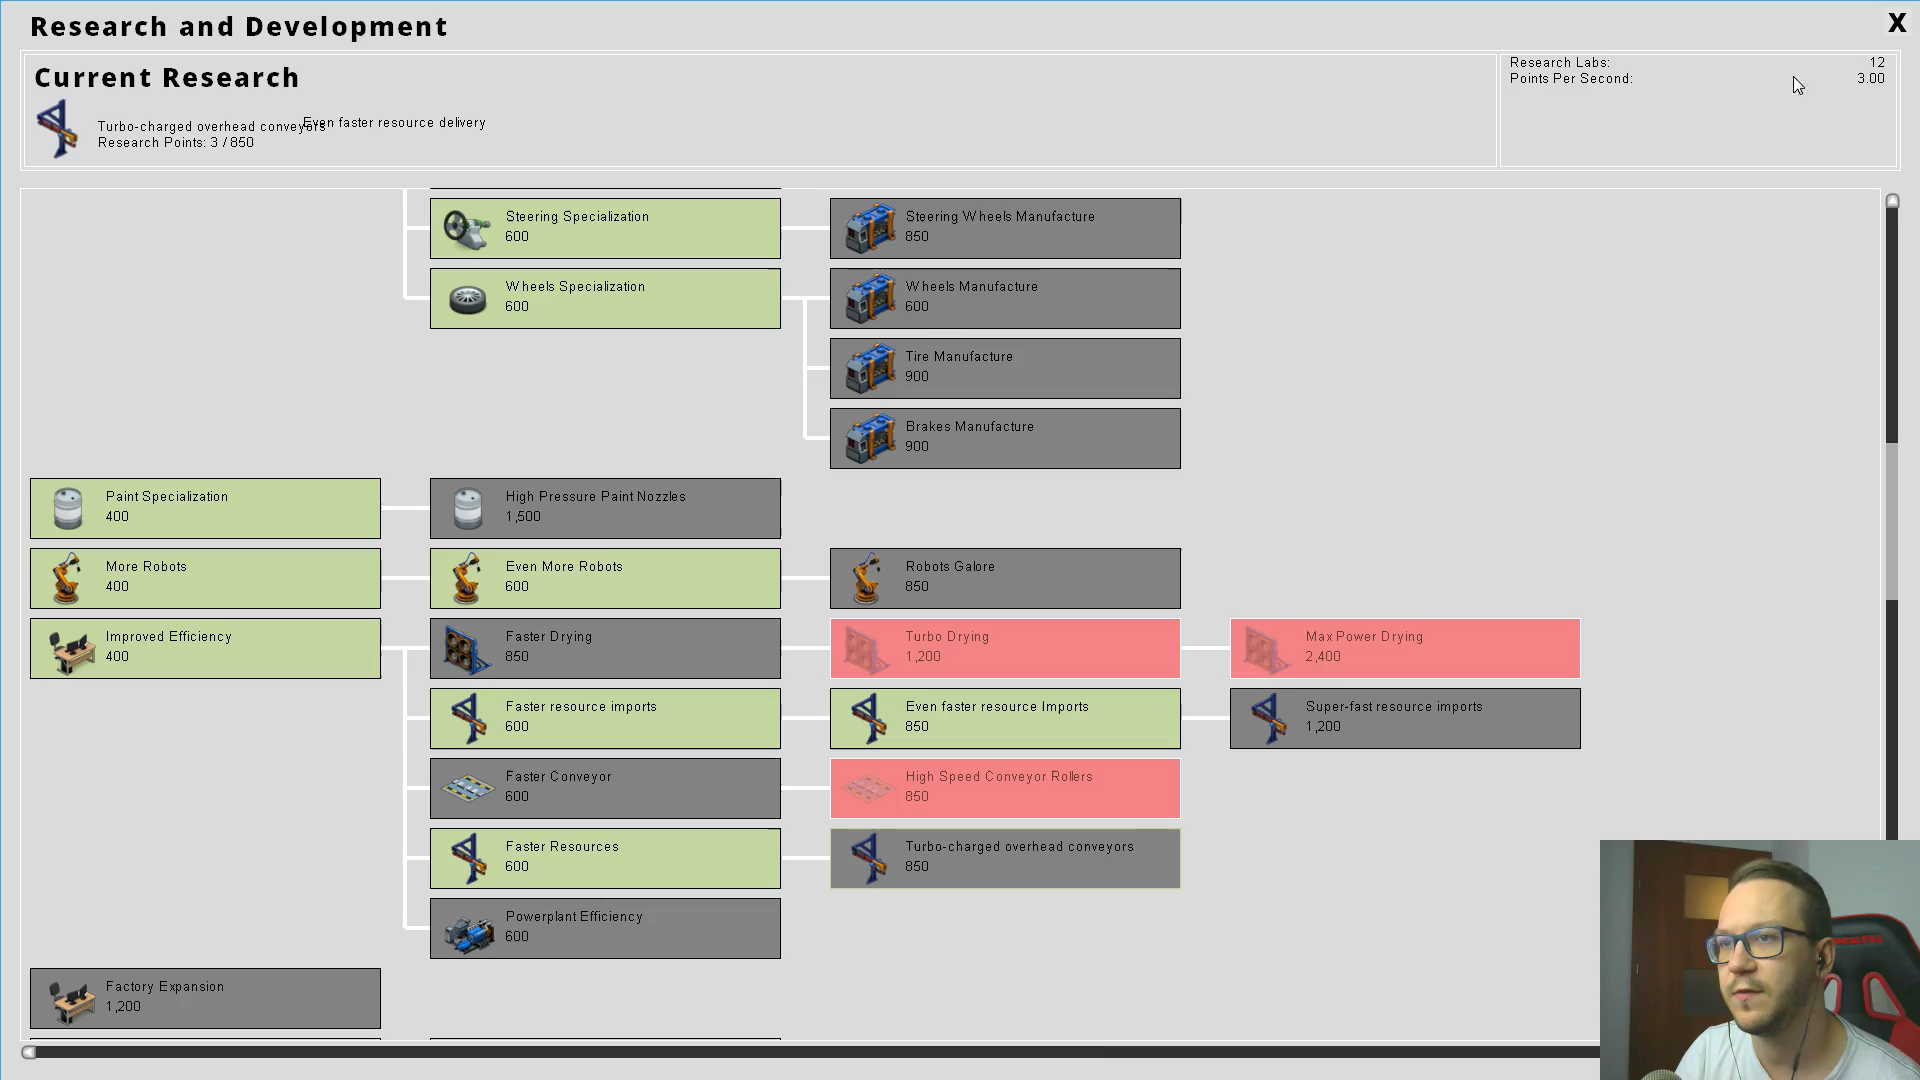 Research and Development
X
Current Research
Turbo-charged overhead conveyors
Even faster resource delivery
Research Points: 3 / 850
Research Labs: 12
Points Per Second: 3.00
Steering Specialization
600
Steering Wheels Manufacture
850
Wheels Specialization
600
Wheels Manufacture
600
Tire Manufacture
900
Brakes Manufacture
900
Paint Specialization
400
High Pressure Paint Nozzles
1,500
More Robots
400
Even More Robots
600
Robots Galore
850
Improved Efficiency
400
Faster Drying
850
Turbo Drying
1,200
Max Power Drying
2,400
Faster resource imports
600
Even faster resource Imports
850
Super-fast resource imports
1,200
Faster Conveyor
600
High Speed Conveyor Rollers
850
Faster Resources
600
Turbo-charged overhead conveyors
850
Powerplant Efficiency
600
Factory Expansion
1,200